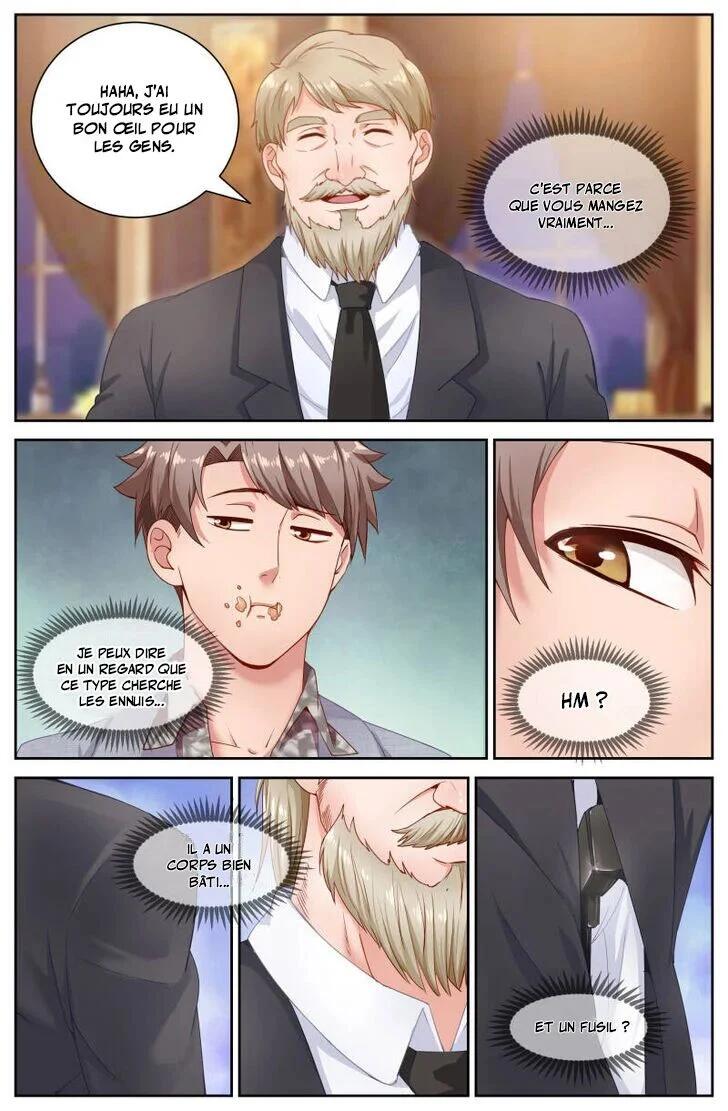 HAHA, J'AI
TOUJOURS EU UN
BON ŒIL POUR
LES GENS.
C'EST PARCE
QUE VOUS MANGEZ
VRAIMENT...
JE PEUX DIRE
EN UN REGARD QUE
CE TYPE CHERCHE
LES ENNUIS...
HM ?
IL A UN
CORPS BIEN
BÂTI...
ET UN FUSIL ?